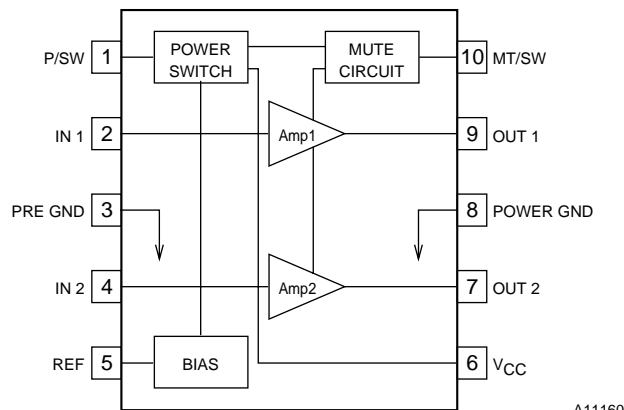 P/SW 1 POWER SWITCH MUTE CIRCUIT 10 MT/SW
IN 1 2 Amp1 9 OUT 1
PRE GND 3 8 POWER GND
IN 2 4 Amp2 7 OUT 2
REF 5 BIAS 6 VCC
A11160